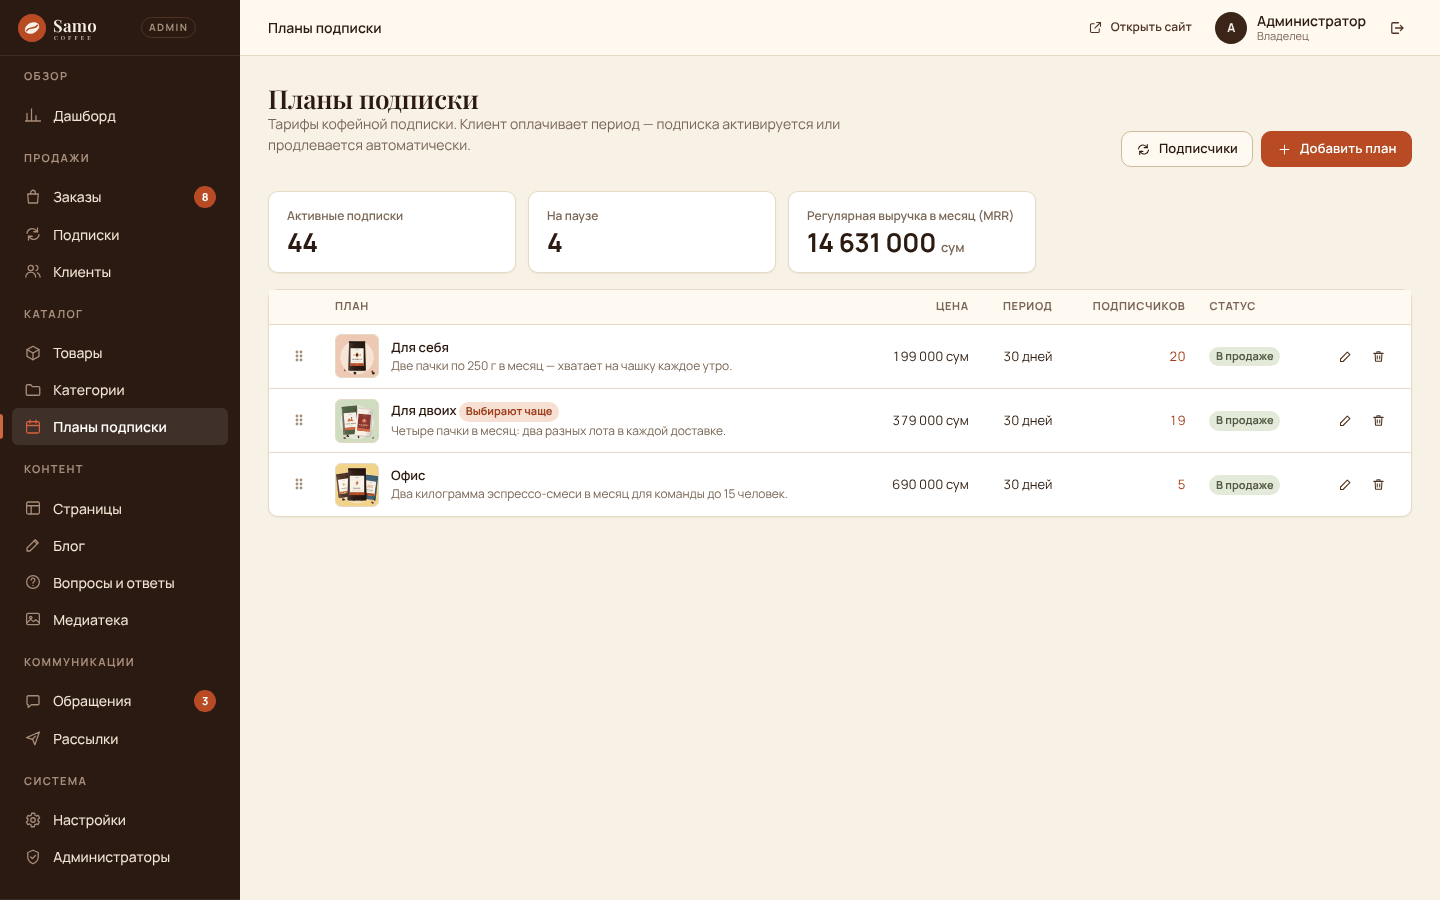 Samo
COFFEE
ADMIN
Планы подписки
Открыть сайт
А
Администратор
Владелец
ОБЗОР
Дашборд
ПРОДАЖИ
Заказы
8
Подписки
Клиенты
КАТАЛОГ
Товары
Категории
Планы подписки
КОНТЕНТ
Страницы
Блог
Вопросы и ответы
Медиатека
КОММУНИКАЦИИ
Обращения
3
Рассылки
СИСТЕМА
Настройки
Администраторы
Планы подписки
Тарифы кофейной подписки. Клиент оплачивает период — подписка активируется или
продлевается автоматически.
Подписчики
Добавить план
Активные подписки
44
На паузе
4
Регулярная выручка в месяц (MRR)
14 631 000 сум
ПЛАН ЦЕНА ПЕРИОД ПОДПИСЧИКОВ СТАТУС
Для себя
Две пачки по 250 г в месяц — хватает на чашку каждое утро.
199 000 сум 30 дней 20 В продаже
Для двоих Выбирают чаще
Четыре пачки в месяц: два разных лота в каждой доставке.
379 000 сум 30 дней 19 В продаже
Офис
Два килограмма эспрессо-смеси в месяц для команды до 15 человек.
690 000 сум 30 дней 5 В продаже